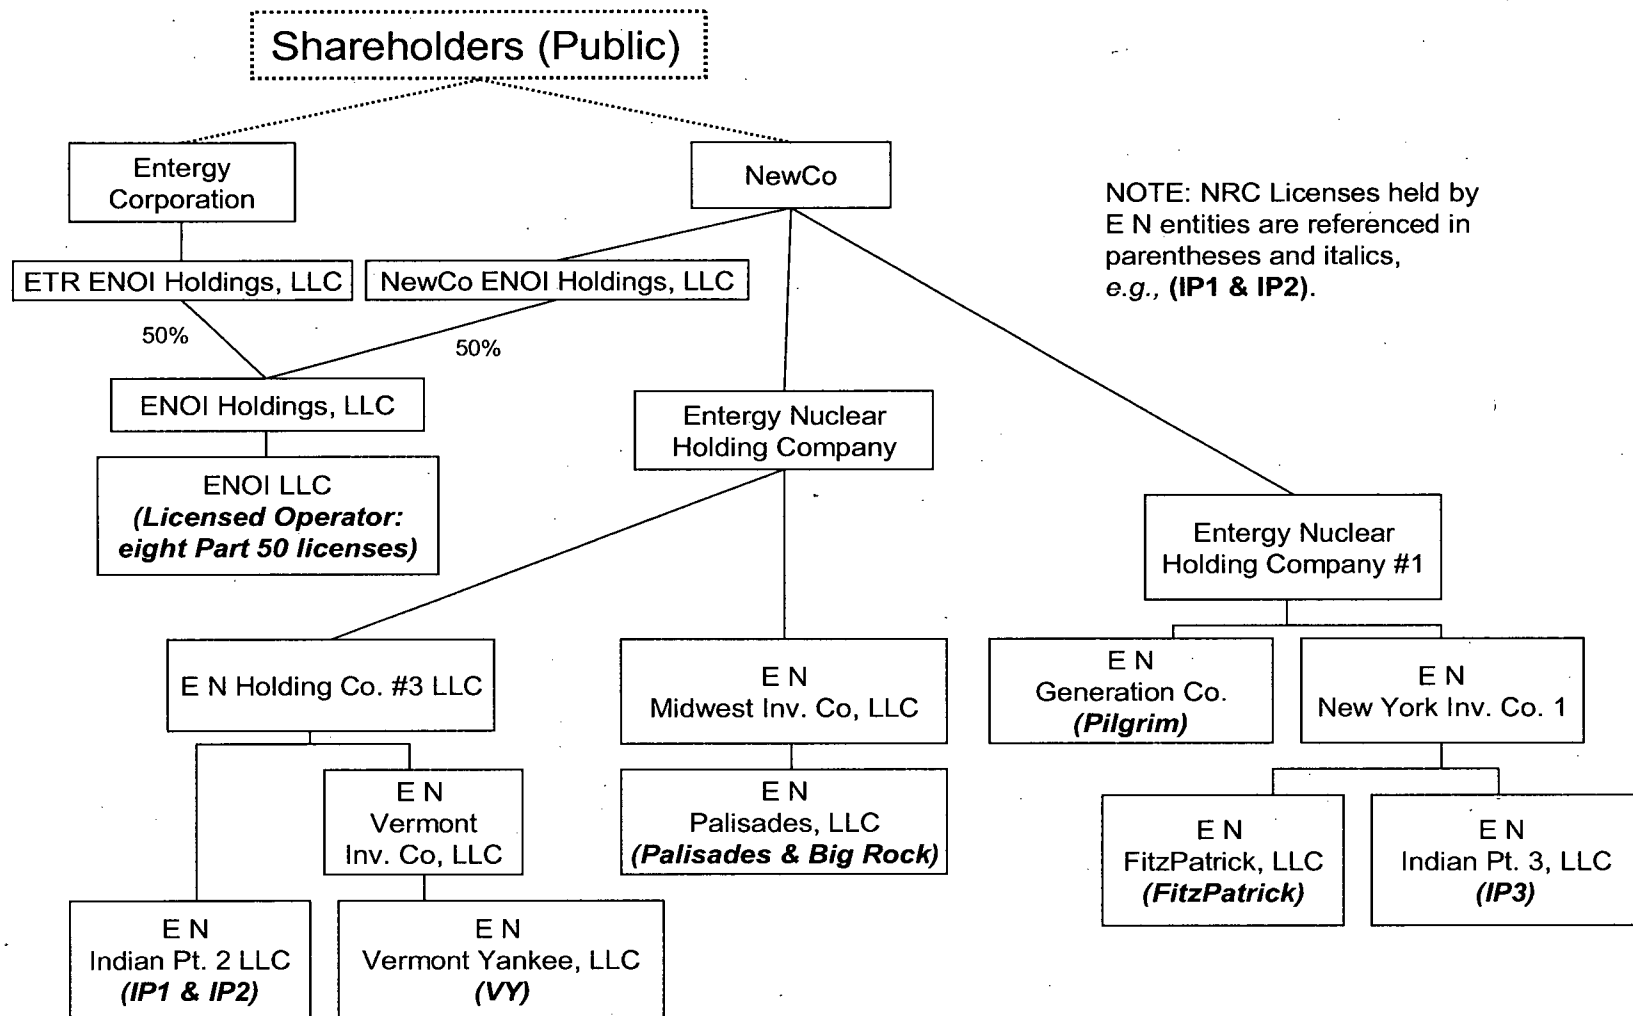 Shareholders (Public)
Entergy
Corporation
NewCo
NOTE: NRC Licenses held by
E N entities are referenced in
parentheses and italics,
e.g., (IP1 & IP2).
ETR ENOI Holdings, LLC
NewCo ENOI Holdings, LLC
50%
50%
ENOI Holdings, LLC
Entergy Nuclear
Holding Company
ENOI LLC
(Licensed Operator:
eight Part 50 licenses)
Entergy Nuclear
Holding Company #1
E N Holding Co. #3 LLC
E N
Midwest Inv. Co, LLC
E N
Generation Co.
(Pilgrim)
E N
New York Inv. Co. 1
E N
Vermont
Inv. Co, LLC
E N
Palisades, LLC
(Palisades & Big Rock)
E N
FitzPatrick, LLC
(FitzPatrick)
E N
Indian Pt. 3, LLC
(IP3)
E N
Indian Pt. 2 LLC
(IP1 & IP2)
E N
Vermont Yankee, LLC
(VY)